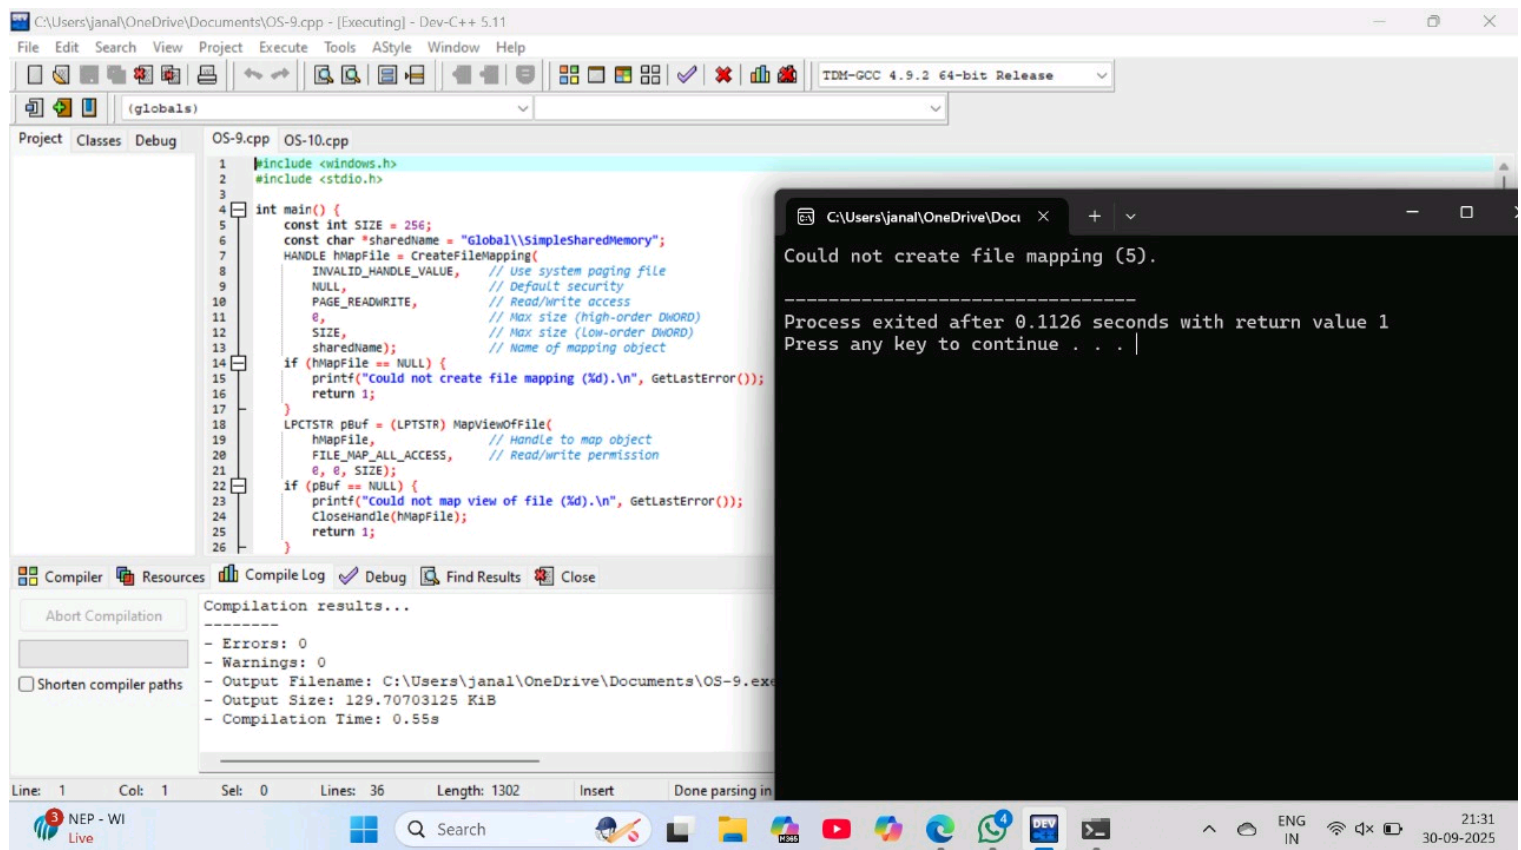 C:\Users\janal\OneDrive\Documents\OS-9.cpp - [Executing] - Dev-C++ 5.11
File Edit Search View Project Execute Tools AStyle Window Help
TDM-GCC 4.9.2 64-bit Release
(globals)
Project Classes Debug
OS-9.cpp OS-10.cpp
1 #include <windows.h>
2 #include <stdio.h>
3
4 int main() {
5 const int SIZE = 256;
6 const char *sharedName = "Global\\SimpleSharedMemory";
7 HANDLE hMapFile = CreateFileMapping(
8 INVALID_HANDLE_VALUE, // Use system paging file
9 NULL, // Default security
10 PAGE_READWRITE, // Read/Write access
11 0, // Max size (high-order DWORD)
12 SIZE, // Max size (low-order DWORD)
13 sharedName); // Name of mapping object
14 if (hMapFile == NULL) {
15 printf("Could not create file mapping (%d).\n", GetLastError());
16 return 1;
17 }
18 LPCTSTR pBuf = (LPTSTR) MapViewOfFile(
19 hMapFile, // Handle to map object
20 FILE_MAP_ALL_ACCESS, // Read/write permission
21 0, 0, SIZE);
22 if (pBuf == NULL) {
23 printf("Could not map view of file (%d).\n", GetLastError());
24 CloseHandle(hMapFile);
25 return 1;
26 }
C:\Users\janal\OneDrive\Docu
Could not create file mapping (5).
--------------------------------
Process exited after 0.1126 seconds with return value 1
Press any key to continue . . .
Compiler Resources Compile Log Debug Find Results Close
Abort Compilation
Shorten compiler paths
Compilation results...
--------
- Errors: 0
- Warnings: 0
- Output Filename: C:\Users\janal\OneDrive\Documents\OS-9.exe
- Output Size: 129.70703125 KiB
- Compilation Time: 0.55s
Line: 1 Col: 1 Sel: 0 Lines: 36 Length: 1302 Insert Done parsing in
3
NEP - WI
Live
Search
M365
4
DEV
ENG
IN
21:31
30-09-2025